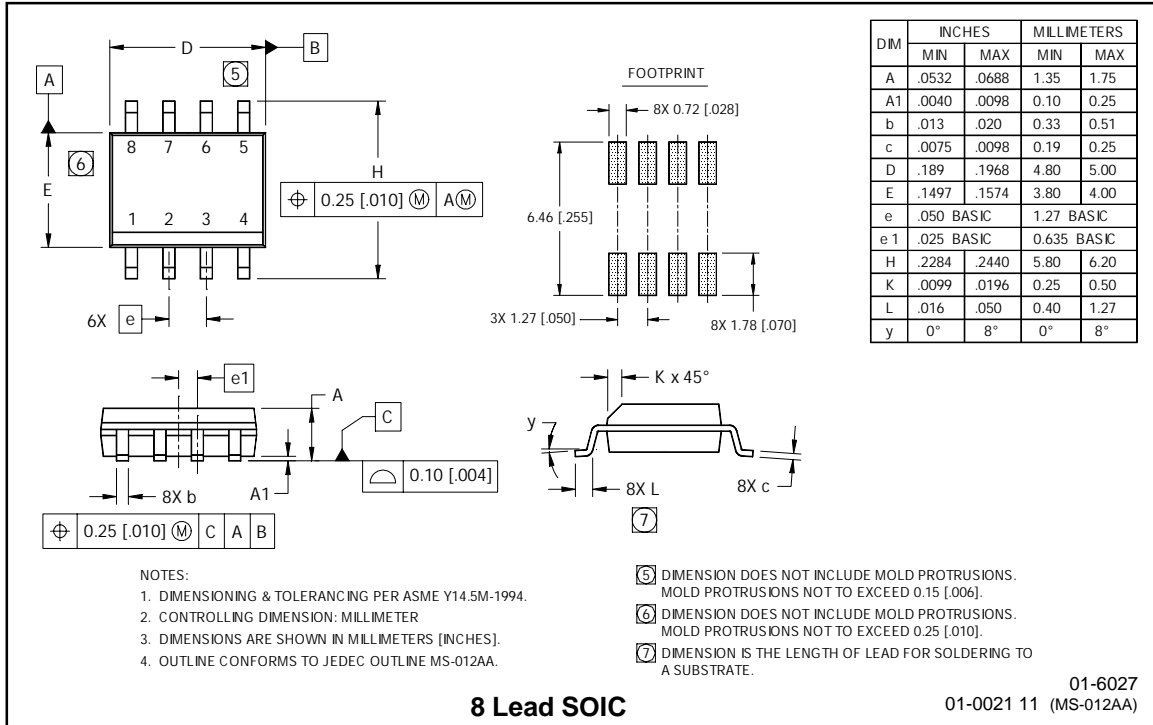 D
B
5
A
8 7 6 5
6
E
H
⌖ 0.25 [.010] Ⓜ AⓂ
1 2 3 4
6X e
FOOTPRINT
8X 0.72 [.028]
6.46 [.255]
3X 1.27 [.050]
8X 1.78 [.070]
DIM INCHES MILLIMETERS
MIN MAX MIN MAX
A .0532 .0688 1.35 1.75
A1 .0040 .0098 0.10 0.25
b .013 .020 0.33 0.51
c .0075 .0098 0.19 0.25
D .189 .1968 4.80 5.00
E .1497 .1574 3.80 4.00
e .050 BASIC 1.27 BASIC
e 1 .025 BASIC 0.635 BASIC
H .2284 .2440 5.80 6.20
K .0099 .0196 0.25 0.50
L .016 .050 0.40 1.27
y 0° 8° 0° 8°
e1
A
C
0.10 [.004]
8X b
A1
⌖ 0.25 [.010] Ⓜ C A B
K x 45°
y
8X L
8X c
7
NOTES:
1. DIMENSIONING & TOLERANCING PER ASME Y14.5M-1994.
2. CONTROLLING DIMENSION: MILLIMETER
3. DIMENSIONS ARE SHOWN IN MILLIMETERS [INCHES].
4. OUTLINE CONFORMS TO JEDEC OUTLINE MS-012AA.
5 DIMENSION DOES NOT INCLUDE MOLD PROTRUSIONS.
MOLD PROTRUSIONS NOT TO EXCEED 0.15 [.006].
6 DIMENSION DOES NOT INCLUDE MOLD PROTRUSIONS.
MOLD PROTRUSIONS NOT TO EXCEED 0.25 [.010].
7 DIMENSION IS THE LENGTH OF LEAD FOR SOLDERING TO
A SUBSTRATE.
8 Lead SOIC
01-6027
01-0021 11 (MS-012AA)